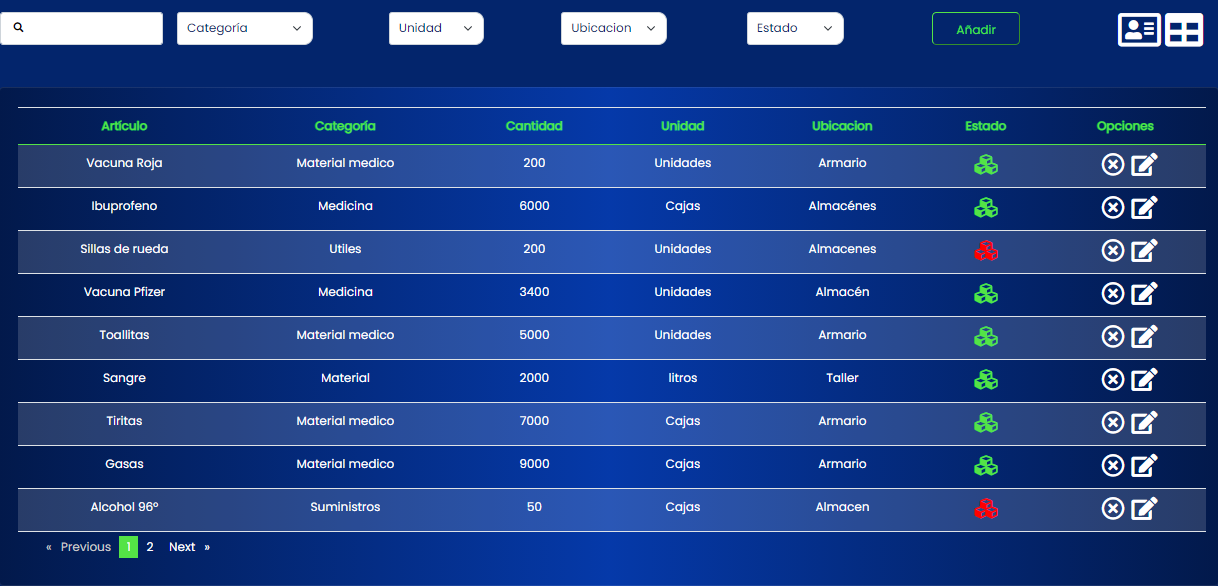 Categoría Unidad Ubicacion Estado Añadir
Artículo Categoría Cantidad Unidad Ubicacion Estado Opciones
Vacuna Roja Material medico 200 Unidades Armario
Ibuprofeno Medicina 6000 Cajas Almacénes
Sillas de rueda Utiles 200 Unidades Almacenes
Vacuna Pfizer Medicina 3400 Unidades Almacén
Toallitas Material medico 5000 Unidades Armario
Sangre Material 2000 litros Taller
Tiritas Material medico 7000 Cajas Armario
Gasas Material medico 9000 Cajas Armario
Alcohol 96º Suministros 50 Cajas Almacen
« Previous 1 2 Next »